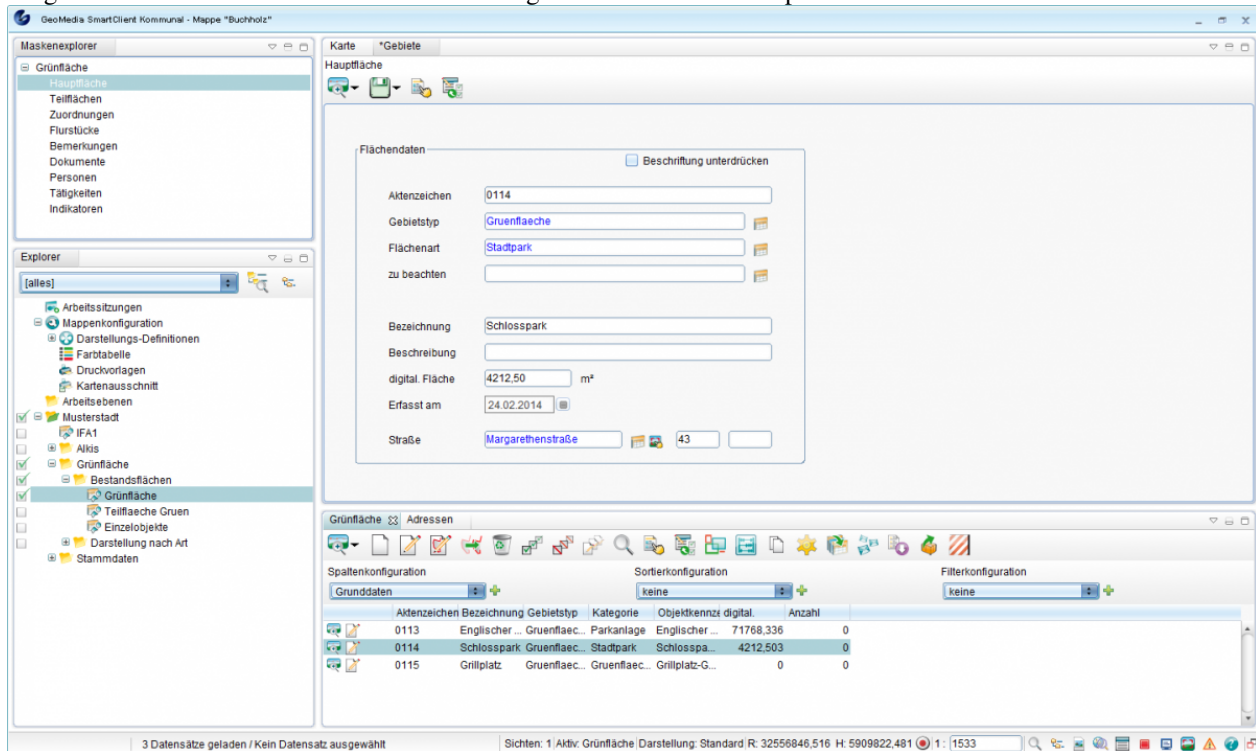 GeoMedia SmartClient Kommunal - Mappe "Buchholz"
Maskenexplorer
Grünfläche
Hauptfläche
Teilflächen
Zuordnungen
Flurstücke
Bemerkungen
Dokumente
Personen
Tätigkeiten
Indikatoren
Explorer
[alles]
Arbeitssitzungen
Mappenkonfiguration
Darstellungs-Definitionen
Farbtabelle
Druckvorlagen
Kartenausschnitt
Arbeitsebenen
Musterstadt
IFA1
Alkis
Grünfläche
Bestandsflächen
Grünfläche
Teilflaeche Gruen
Einzelobjekte
Darstellung nach Art
Stammdaten
Karte *Gebiete
Hauptfläche
Flächendaten
Beschriftung unterdrücken
Aktenzeichen 0114
Gebietstyp Gruenflaeche
Flächenart Stadtpark
zu beachten
Bezeichnung Schlosspark
Beschreibung
digital. Fläche 4212,50 m²
Erfasst am 24.02.2014
Straße Margarethenstraße 43
Grünfläche Adressen
Spaltenkonfiguration Sortierkonfiguration Filterkonfiguration
Grunddaten keine keine
Aktenzeichen Bezeichnung Gebietstyp Kategorie Objektkennze digital. Anzahl
0113 Englischer ... Gruenflaec... Parkanlage Englischer ... 71768,336 0
0114 Schlosspark Gruenflaec... Stadtpark Schlosspa... 4212,503 0
0115 Grillplatz Gruenflaec... Gruenflaec... Grillplatz-G... 0 0
3 Datensätze geladen / Kein Datensatz ausgewählt Sichten: 1 Aktiv: Grünfläche Darstellung: Standard R: 32556846,516 H: 5909822,481 1 : 1533